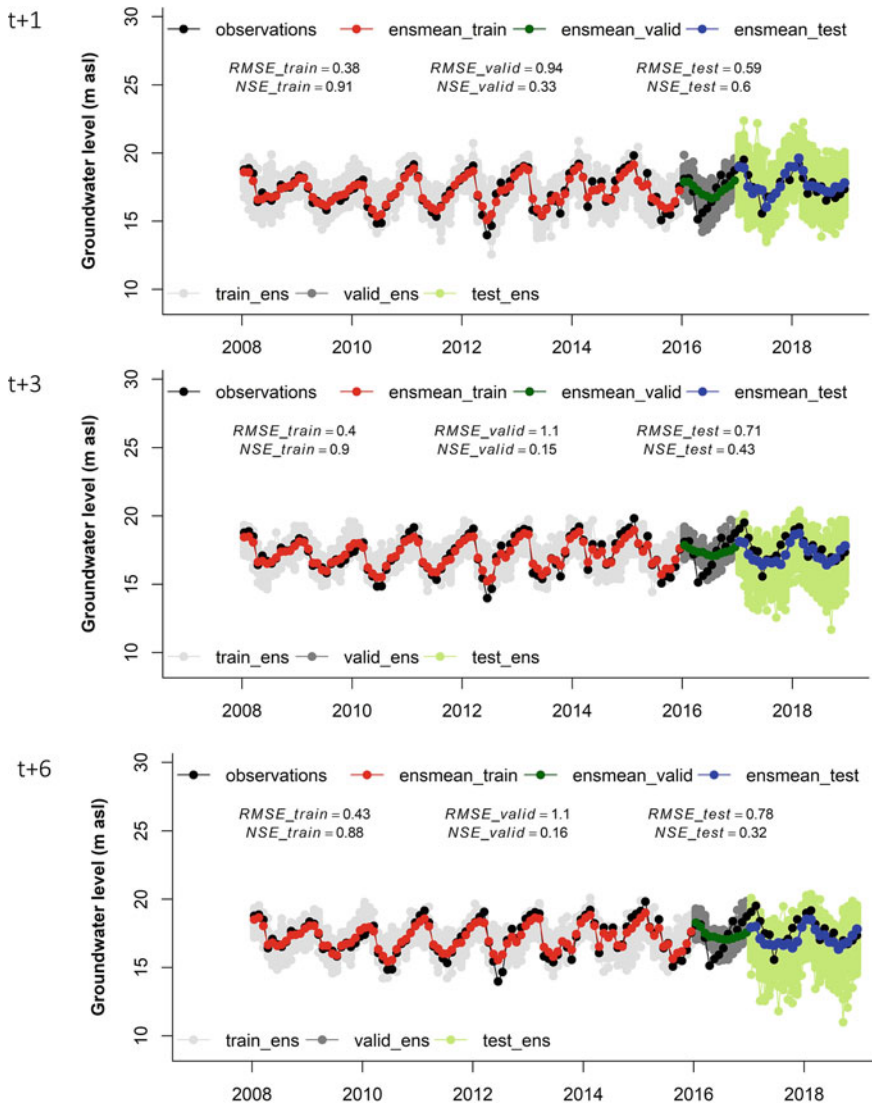 t+1
30
observations ensmean_train ensmean_valid ensmean_test
RMSE_train = 0.38 RMSE_valid = 0.94 RMSE_test = 0.59
NSE_train = 0.91 NSE_valid = 0.33 NSE_test = 0.6
25
20
15
10
Groundwater level (m asl)
train_ens valid_ens test_ens
2008 2010 2012 2014 2016 2018
t+3
30
observations ensmean_train ensmean_valid ensmean_test
RMSE_train = 0.4 RMSE_valid = 1.1 RMSE_test = 0.71
NSE_train = 0.9 NSE_valid = 0.15 NSE_test = 0.43
25
20
15
10
Groundwater level (m asl)
train_ens valid_ens test_ens
2008 2010 2012 2014 2016 2018
t+6
30
observations ensmean_train ensmean_valid ensmean_test
RMSE_train = 0.43 RMSE_valid = 1.1 RMSE_test = 0.78
NSE_train = 0.88 NSE_valid = 0.16 NSE_test = 0.32
25
20
15
10
Groundwater level (m asl)
train_ens valid_ens test_ens
2008 2010 2012 2014 2016 2018